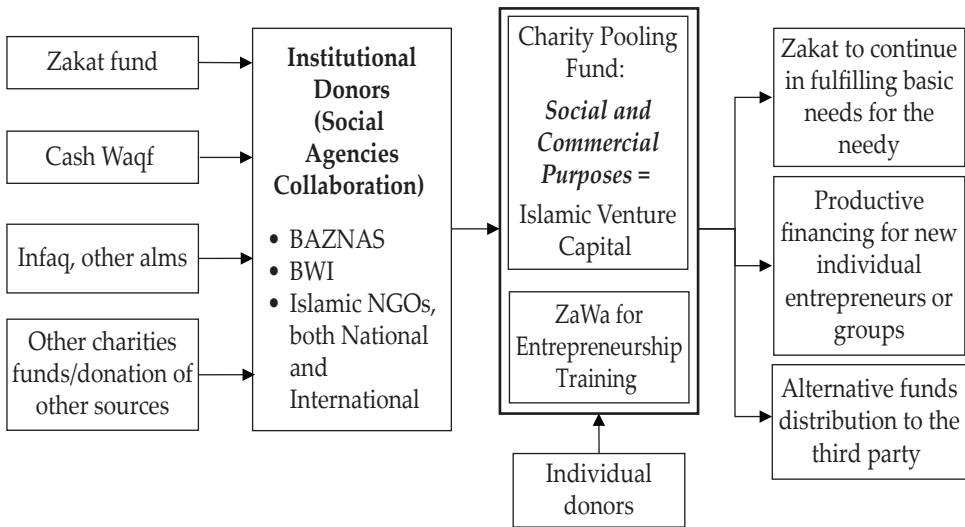 Zakat fund
Cash Waqf
Infaq, other alms
Other charities
funds/donation of
other sources
Institutional
Donors
(Social
Agencies
Collaboration)
• BAZNAS
• BWI
• Islamic NGOs,
both National
and
International
Charity Pooling
Fund:
Social and
Commercial
Purposes =
Islamic Venture
Capital
ZaWa for
Entrepreneurship
Training
Individual
donors
Zakat to continue
in fulfilling basic
needs for the
needy
Productive
financing for new
individual
entrepreneurs or
groups
Alternative funds
distribution to the
third party